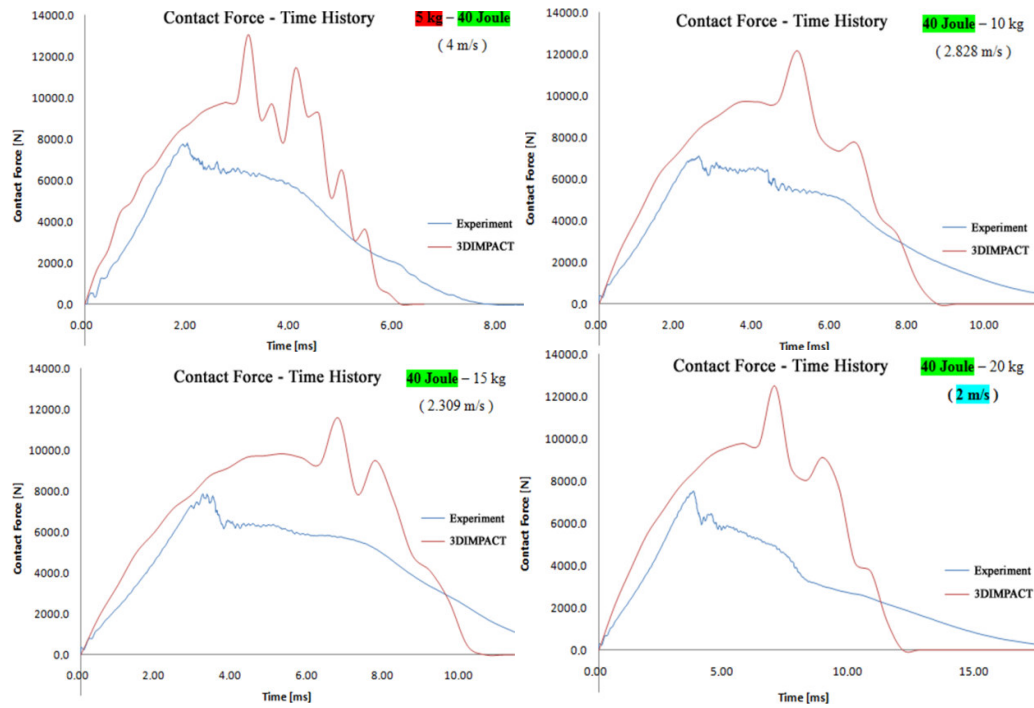 Contact Force - Time History
5 kg – 40 Joule
( 4 m/s )
Contact Force [N]
14000.0
12000.0
10000.0
8000.0
6000.0
4000.0
2000.0
0.0
Experiment
3DIMPACT
0.00 2.00 4.00 6.00 8.00
Time [ms]
Contact Force - Time History
40 Joule – 10 kg
( 2.828 m/s )
Contact Force [N]
14000.0
12000.0
10000.0
8000.0
6000.0
4000.0
2000.0
0.0
Experiment
3DIMPACT
0.00 2.00 4.00 6.00 8.00 10.00
Time [ms]
Contact Force - Time History
40 Joule – 15 kg
( 2.309 m/s )
Contact Force [N]
14000.0
12000.0
10000.0
8000.0
6000.0
4000.0
2000.0
0.0
Experiment
3DIMPACT
0.00 2.00 4.00 6.00 8.00 10.00
Time [ms]
Contact Force - Time History
40 Joule – 20 kg
( 2 m/s )
Contact Force [N]
14000.0
12000.0
10000.0
8000.0
6000.0
4000.0
2000.0
0.0
Experiment
3DIMPACT
0.00 5.00 10.00 15.00
Time [ms]